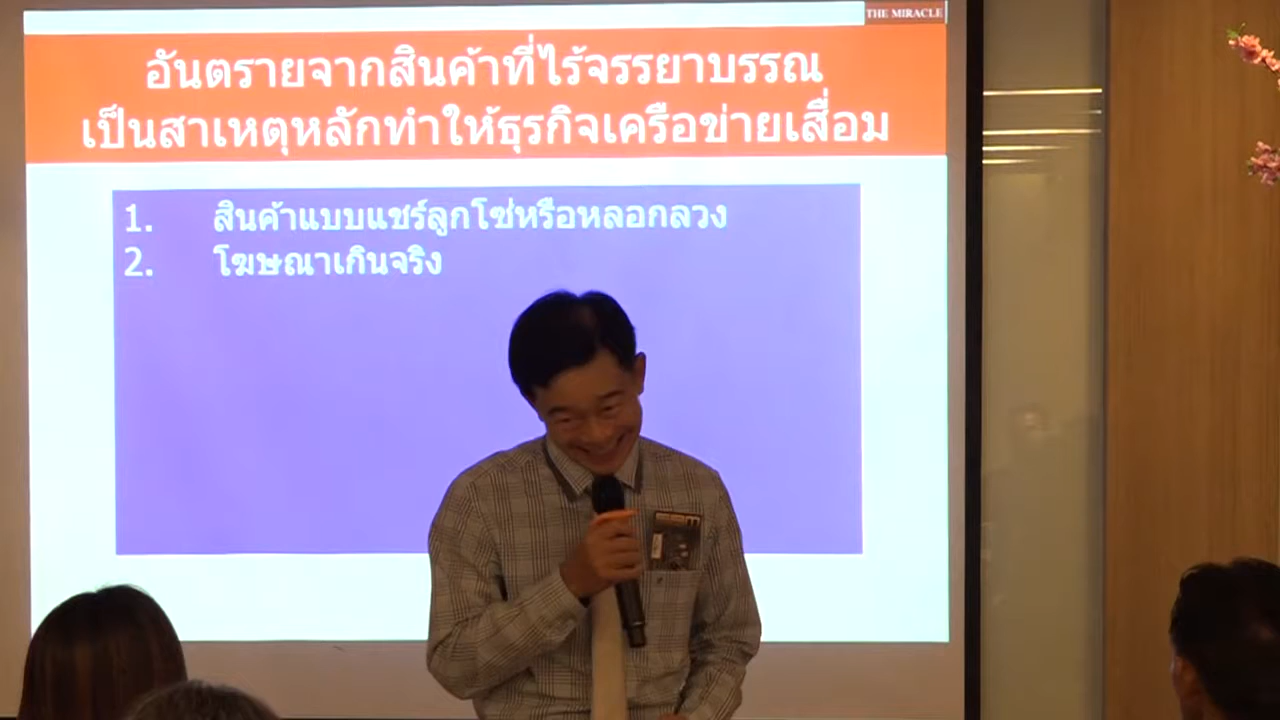 THE MIRACLE
อันตรายจากสินค้าที่ไร้จรรยาบรรณ
เป็นสาเหตุหลักทำให้ธุรกิจเครือข่ายเสื่อม
1. สินค้าแบบแชร์ลูกโซ่หรือหลอกลวง
2. โฆษณาเกินจริง